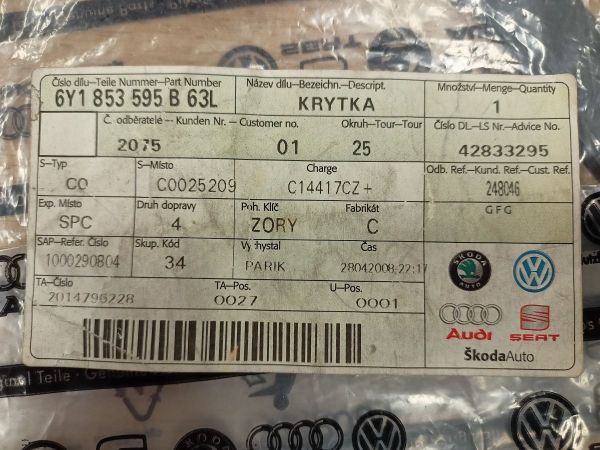 Číslo dílu–Teile Nummer–Part Number
6Y1 853 595 B 63L
Název dílu–Bezeichn.–Descript.
KRYTKA
Množství–Menge–Quantity
1
Č. odběratele – Kunden Nr. – Customer no.
2075 01
Okruh–Tour–Tour
25
Číslo DL–LS Nr–Advice No.
42833295
S–Typ
CO
S–Místo
C0025209
Charge
C14417CZ+
Odb. Ref.–Kund. Ref.–Cust. Ref.
248046
Exp. Místo
SPC
Druh dopravy
4
Poh. Klíč
ZORY
Fabrikát
C
GFG
SAP–Refer. Číslo
1000290804
Skup. Kód
34
Vychystal
PARIK
Čas
28042008:22:17
TA–Číslo
2014796228
TA–Pos.
0027
U–Pos.
0001
ŠKODA
AUTO
Audi
SEAT
ŠkodaAuto